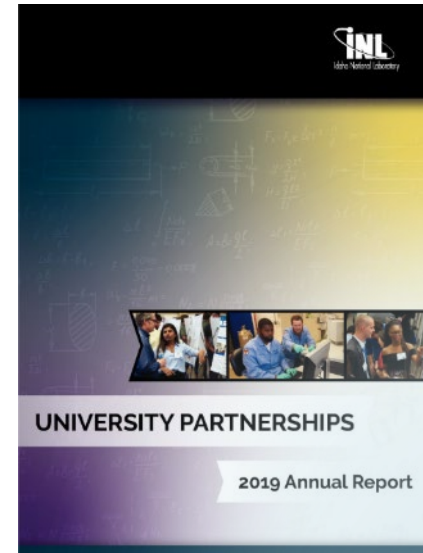 INL
Idaho National Laboratory
UNIVERSITY PARTNERSHIPS
2019 Annual Report